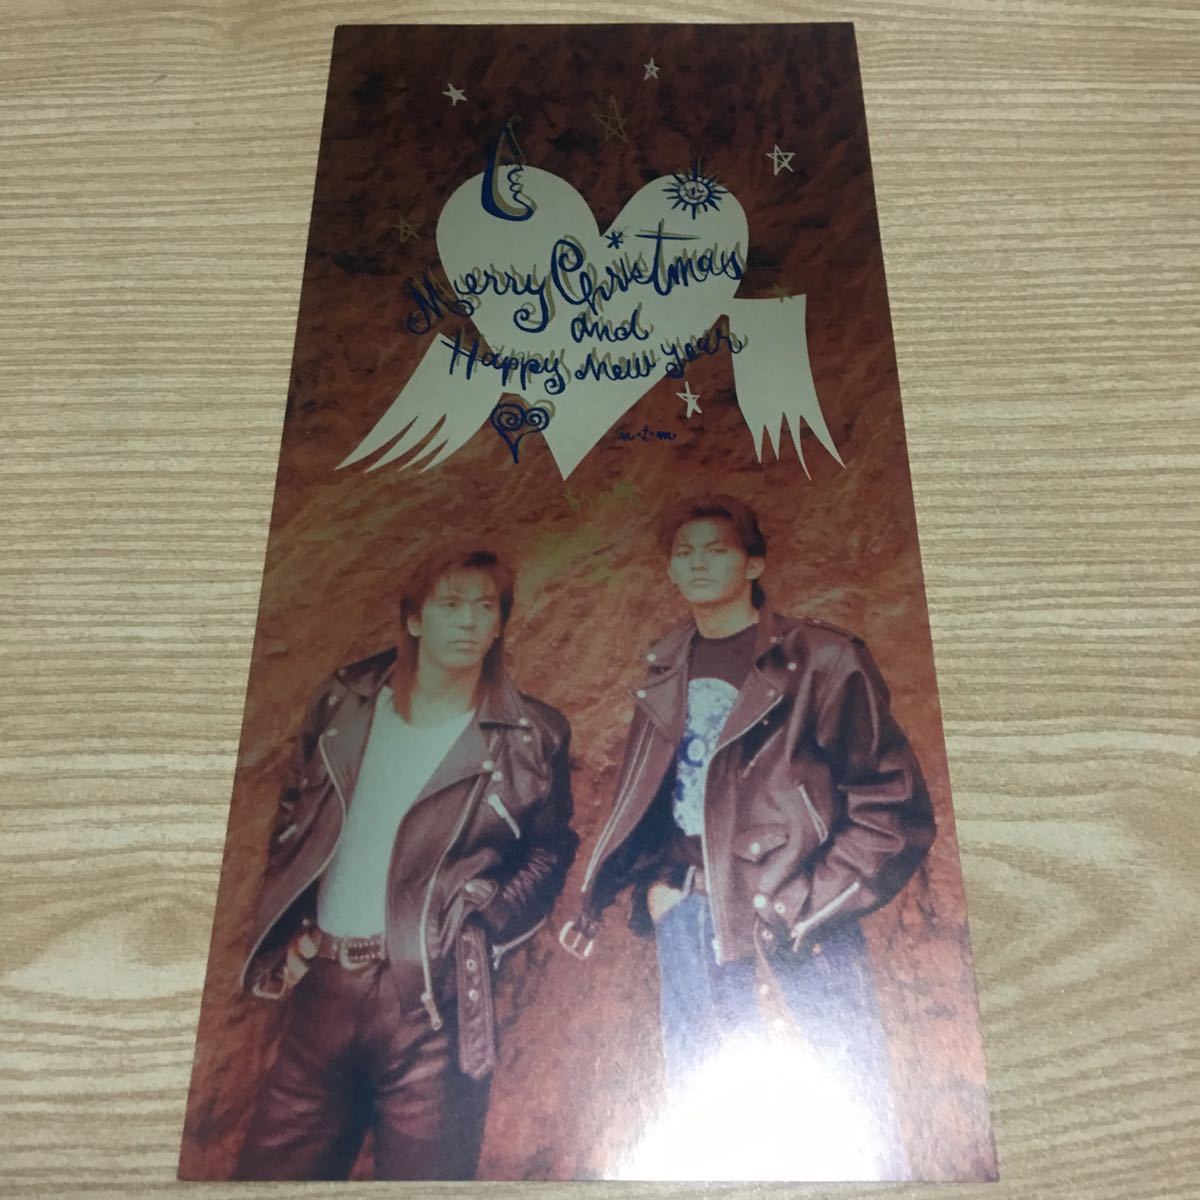 Merry Christmas
and
Happy New year
n·t·m